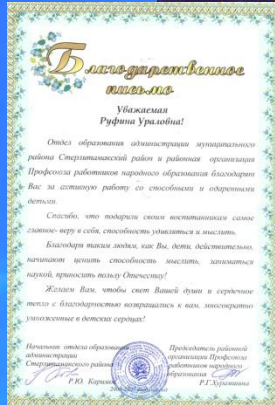 Благодарственное
письмо
Уважаемая
Руфина Ураловна!
Отдел образования администрации муниципального
района Стерлитамакский район и районная организация
Профсоюза работников народного образования благодарит
Вас за активную работу со способными и одаренными
детьми.
Спасибо, что подарили своим воспитанникам самое
главное- веру в себя, способность удивляться и мыслить.
Благодаря таким людям, как Вы, дети, действительно,
начинают ценить способность мыслить, заниматься
наукой, приносить пользу Отечеству!
Желаем Вам, чтобы свет Вашей души и сердечное
тепло с благодарностью возвращались к вам, многократно
умноженные в детских сердцах!
Начальник отдела образования
администрации
Стерлитамакского района
Р.Ю. Каримов
Председатель районной
организации Профсоюза
работников народного
образования
Р.Г.Хурамшина